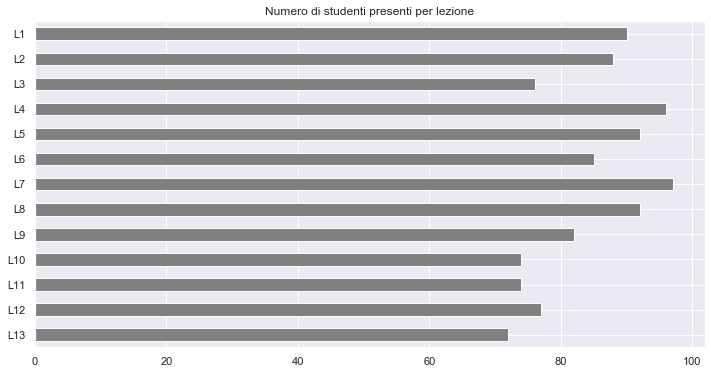 Numero di studenti presenti per lezione
L1
L2
L3
L4
L5
L6
L7
L8
L9
L10
L11
L12
L13
0 20 40 60 80 100